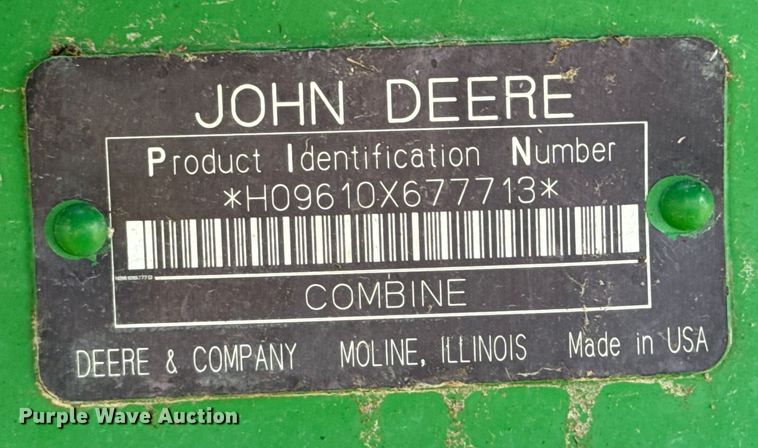 JOHN DEERE
Product Identification Number
*H09610X677713*
COMBINE
DEERE & COMPANY MOLINE, ILLINOIS Made in USA
Purple Wave Auction